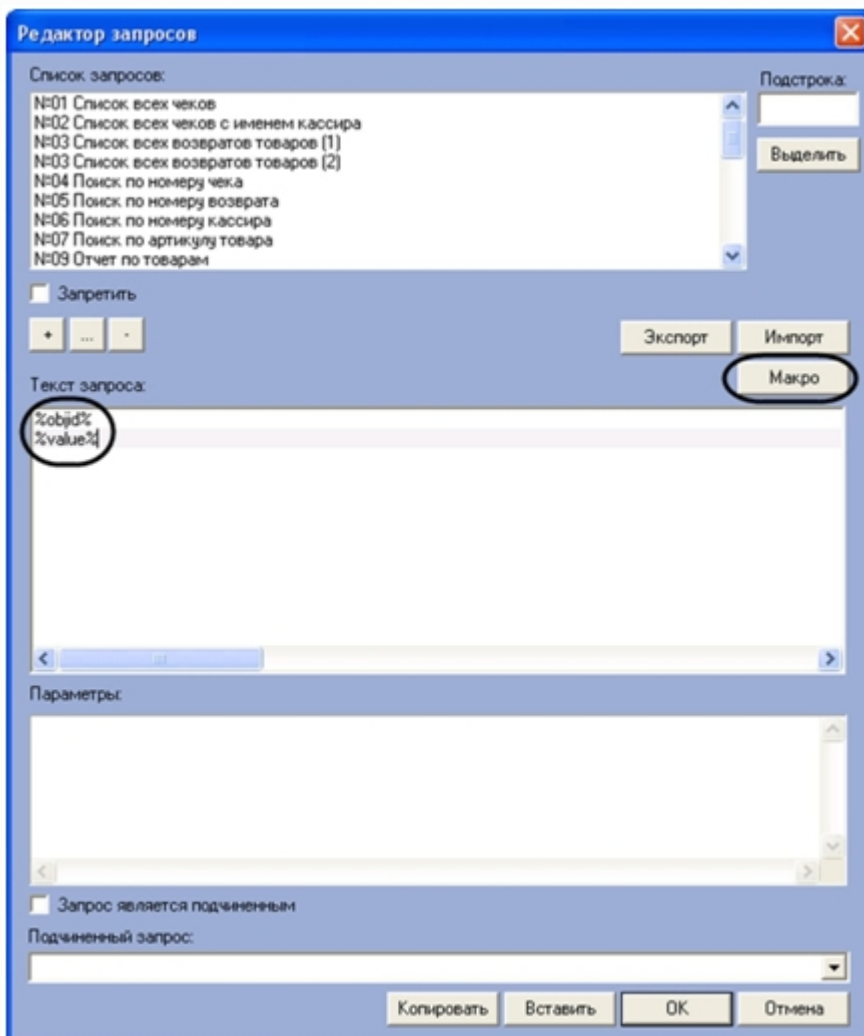 Редактор запросов
Список запросов:
Подстрока:
№01 Список всех чеков
№02 Список всех чеков с именем кассира
№03 Список всех возвратов товаров (1)
№03 Список всех возвратов товаров (2)
№04 Поиск по номеру чека
№05 Поиск по номеру возврата
№06 Поиск по номеру кассира
№07 Поиск по артикулу товара
№09 Отчет по товарам
Выделить
Запретить
+ ... -
Экспорт Импорт
Макро
Текст запроса:
%objid%
%value%
Параметры:
Запрос является подчиненным
Подчиненный запрос:
Копировать Вставить OK Отмена